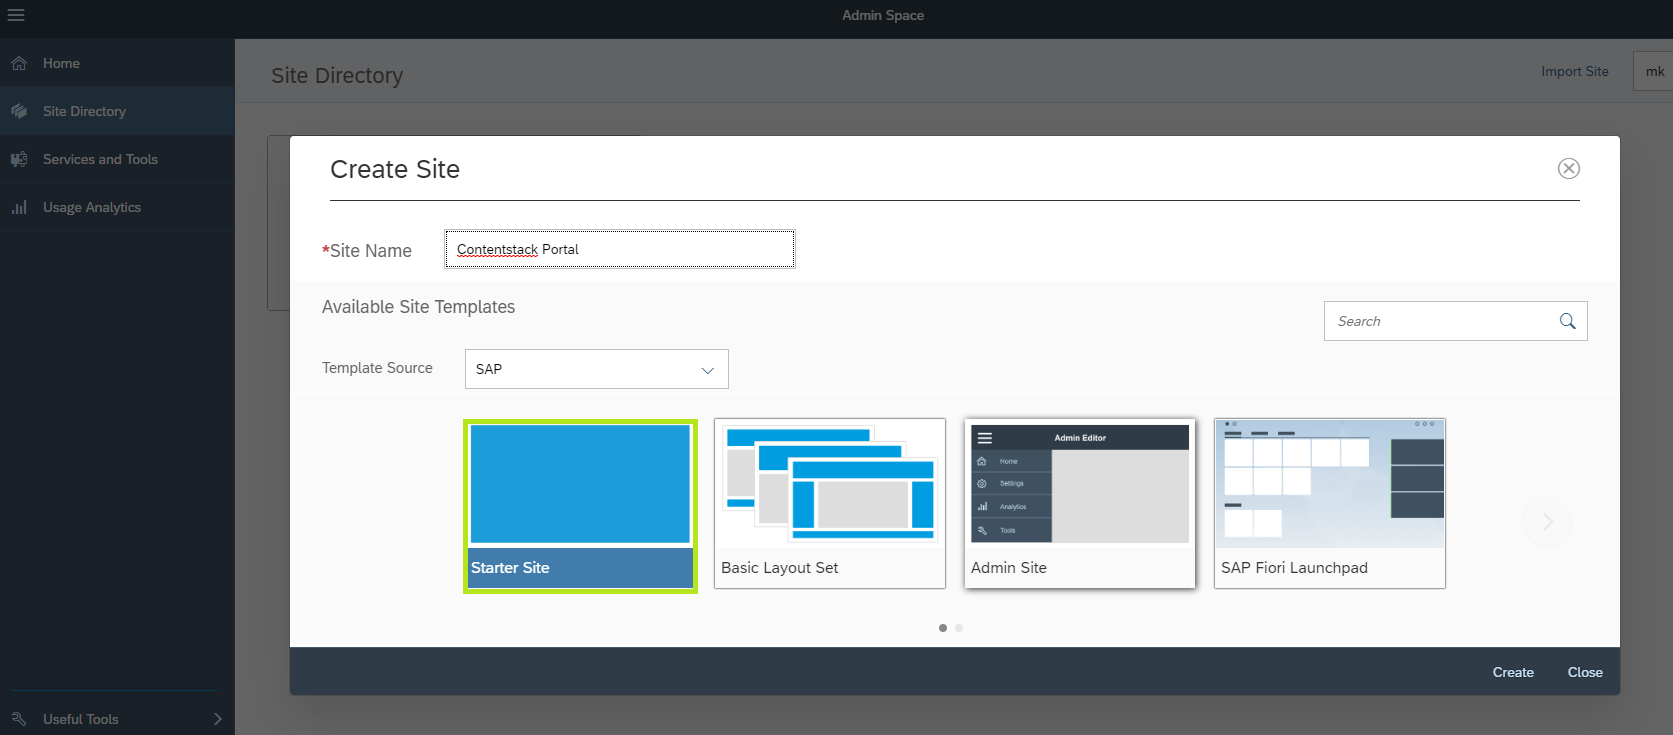 Admin Space
Home
Site Directory
Services and Tools
Usage Analytics
Useful Tools
Site Directory
Import Site
mk
Create Site
*Site Name
Contentstack Portal
Available Site Templates
Search
Template Source
SAP
Starter Site
Basic Layout Set
Admin Editor
Home
Settings
Analytics
Tools
Admin Site
SAP Fiori Launchpad
Create
Close